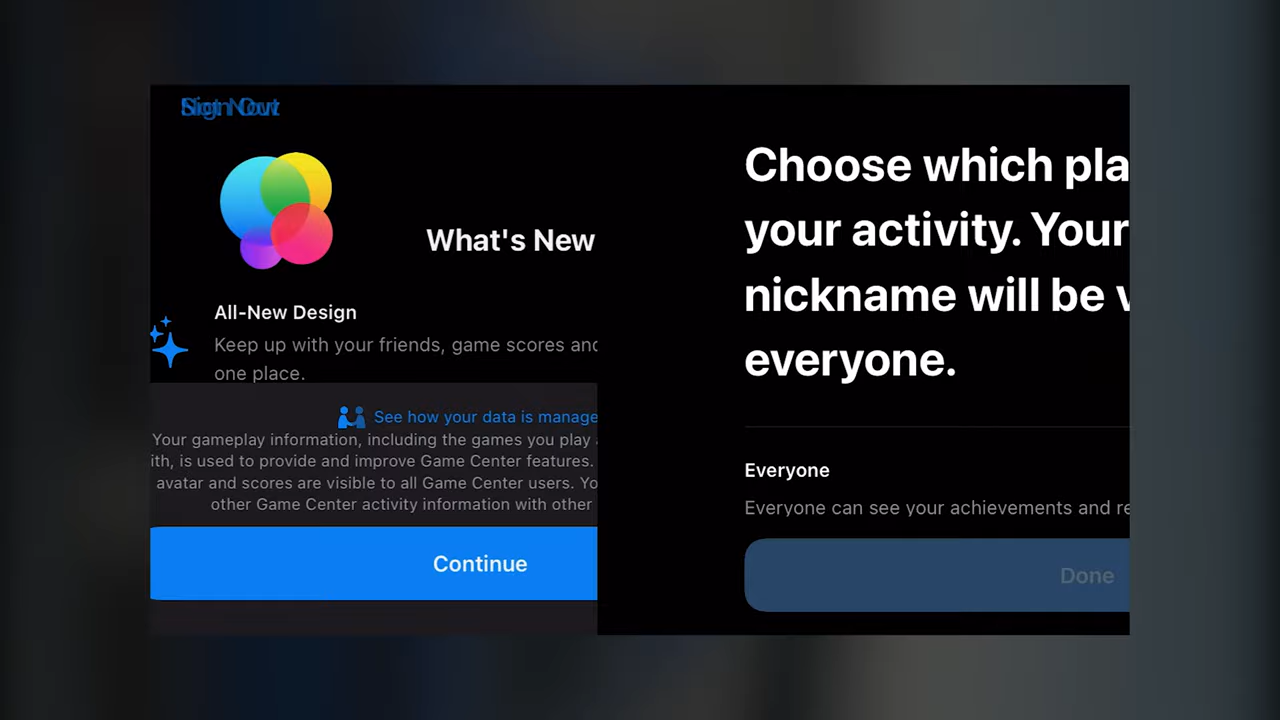 What's New
All-New Design
Keep up with your friends, game scores and
one place.
See how your data is manage
Your gameplay information, including the games you play
ith, is used to provide and improve Game Center features.
avatar and scores are visible to all Game Center users. Yo
other Game Center activity information with other
Continue
Choose which pla
your activity. Your
nickname will be v
everyone.
Everyone
Everyone can see your achievements and re
Done